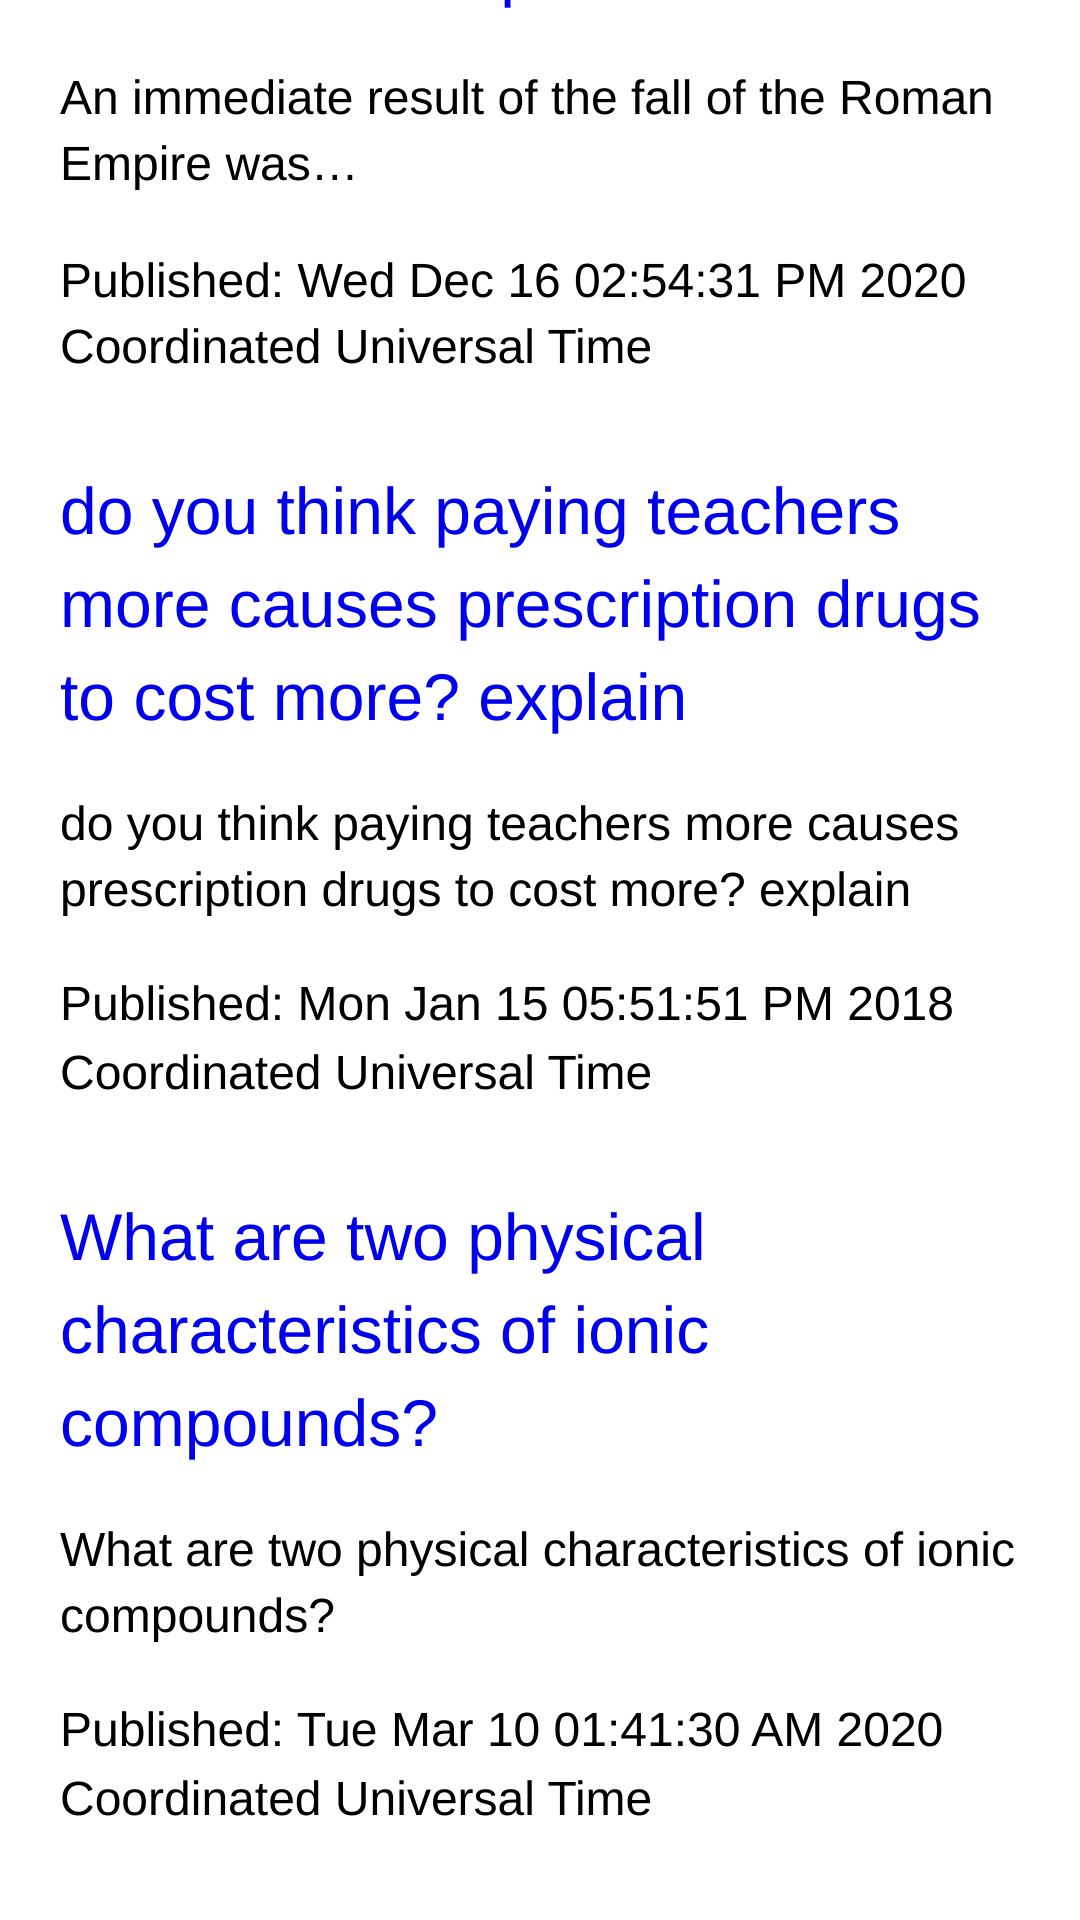 An immediate result of the fall of the Roman
Empire was…
Published: Wed Dec 16 02:54:31 PM 2020
Coordinated Universal Time
do you think paying teachers
more causes prescription drugs
to cost more? explain
do you think paying teachers more causes
prescription drugs to cost more? explain
Published: Mon Jan 15 05:51:51 PM 2018
Coordinated Universal Time
What are two physical
characteristics of ionic
compounds?
What are two physical characteristics of ionic
compounds?
Published: Tue Mar 10 01:41:30 AM 2020
Coordinated Universal Time